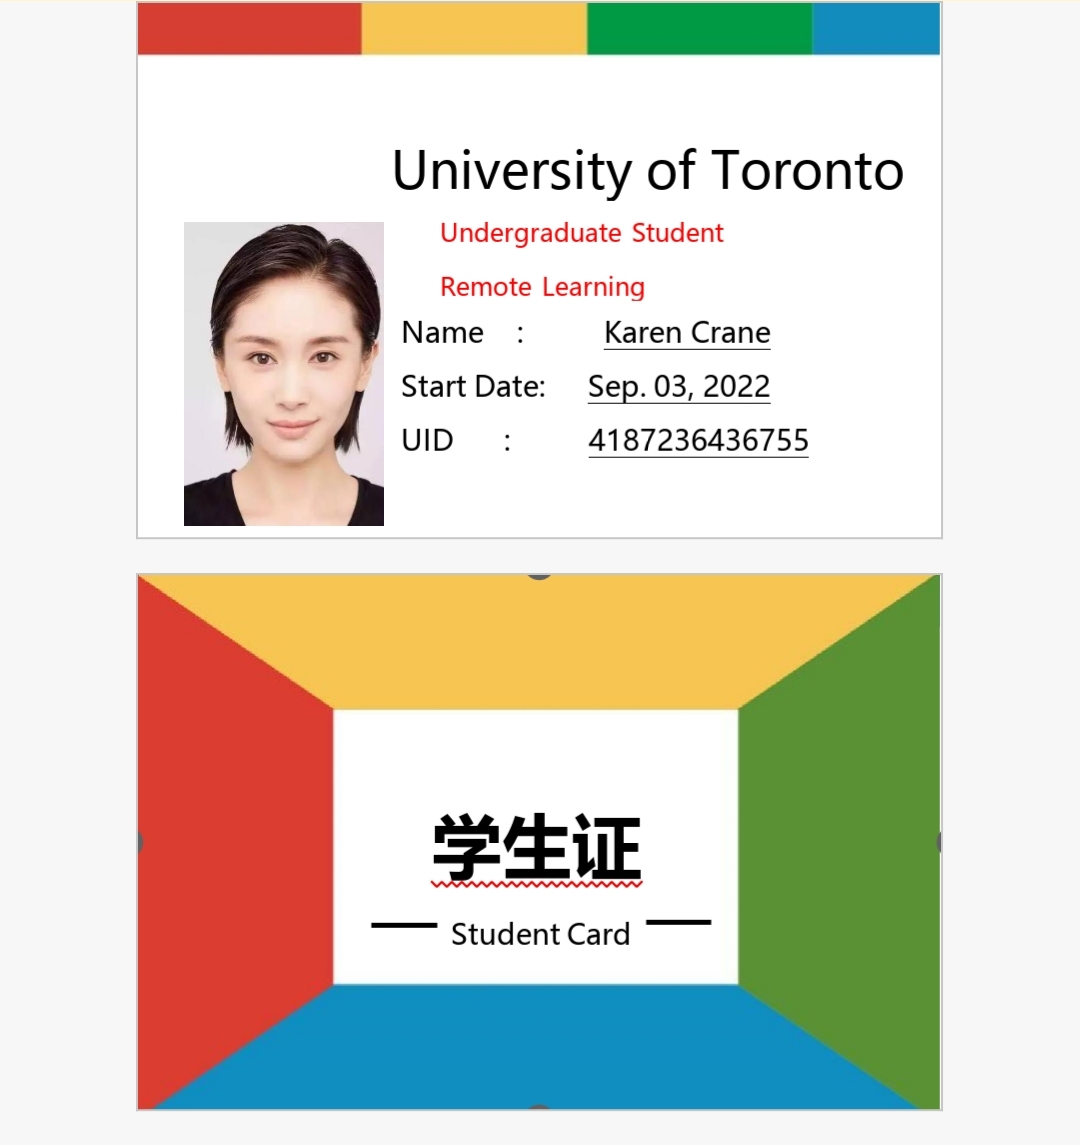 University of Toronto
Undergraduate Student
Remote Learning
Name : Karen Crane
Start Date: Sep. 03, 2022
UID : 4187236436755
学生证
Student Card